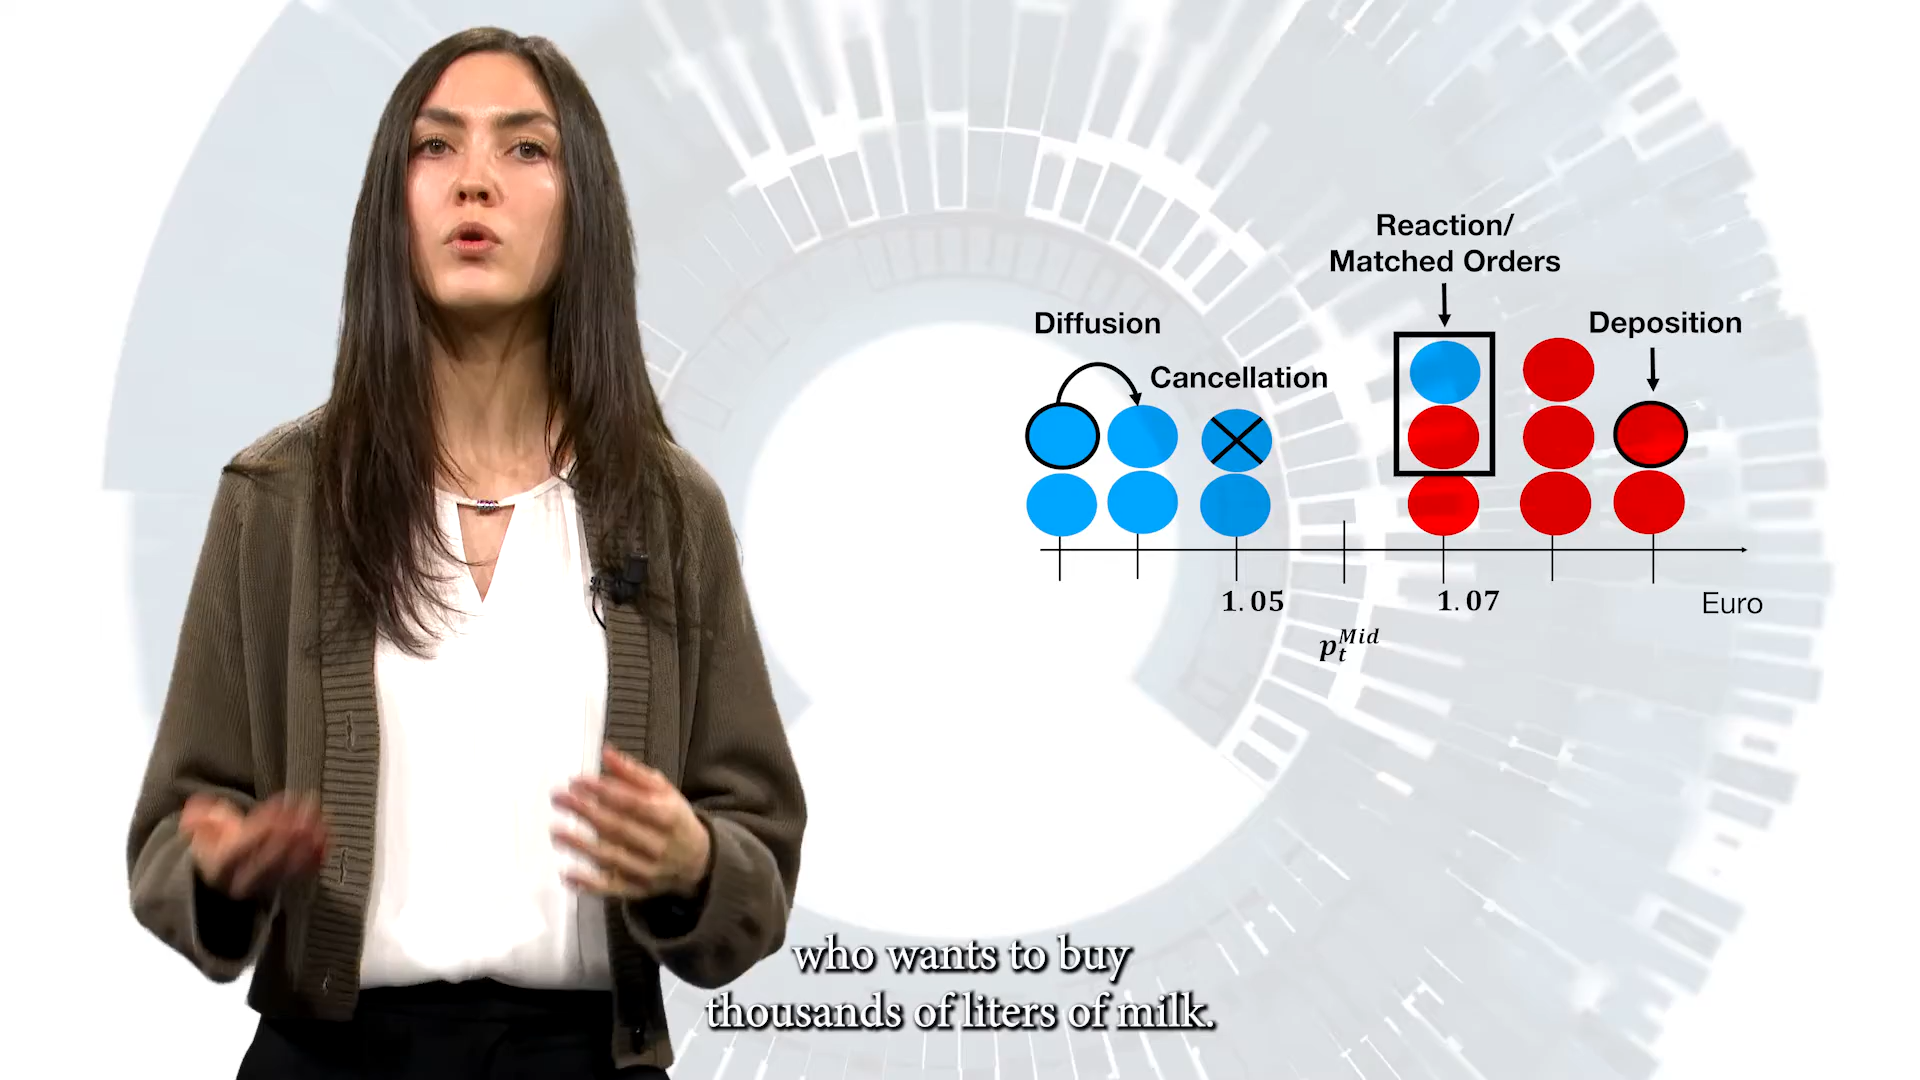 Reaction/
Matched Orders
Diffusion
Deposition
Cancellation
1.05
1.07
Euro
p_t^{Mid}
who wants to buy
thousands of liters of milk.